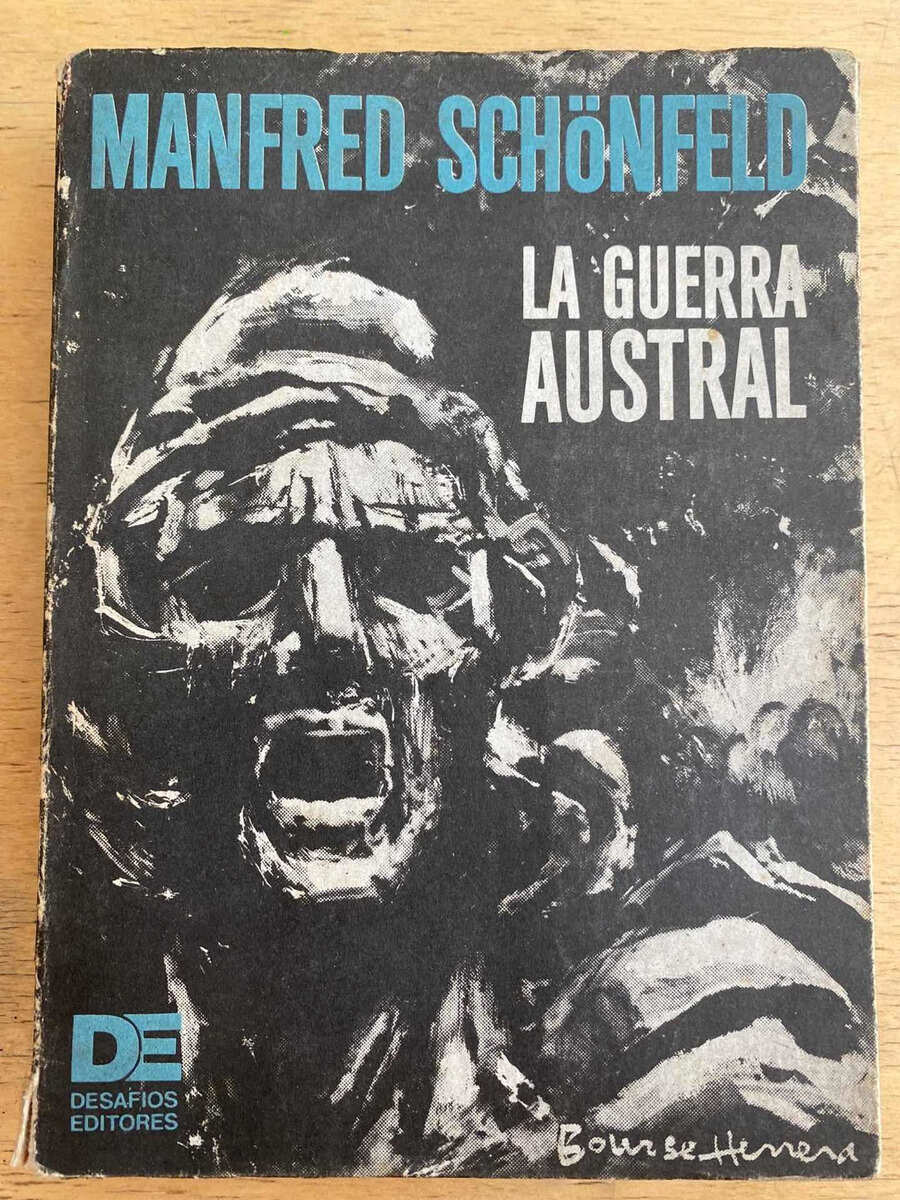 MANFRED SCHÖNFELD
LA GUERRA
AUSTRAL
DE
DESAFIOS
EDITORES
Bourse Herrera